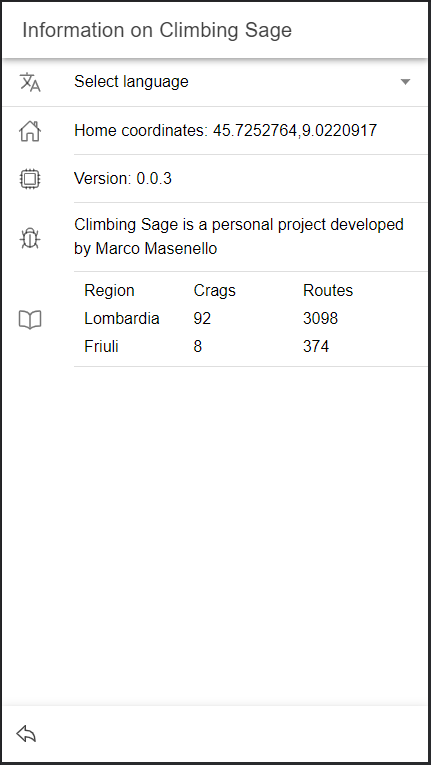 Information on Climbing Sage
Select language
Home coordinates: 45.7252764,9.0220917
Version: 0.0.3
Climbing Sage is a personal project developed
by Marco Masenello
Region Crags Routes
Lombardia 92 3098
Friuli 8 374